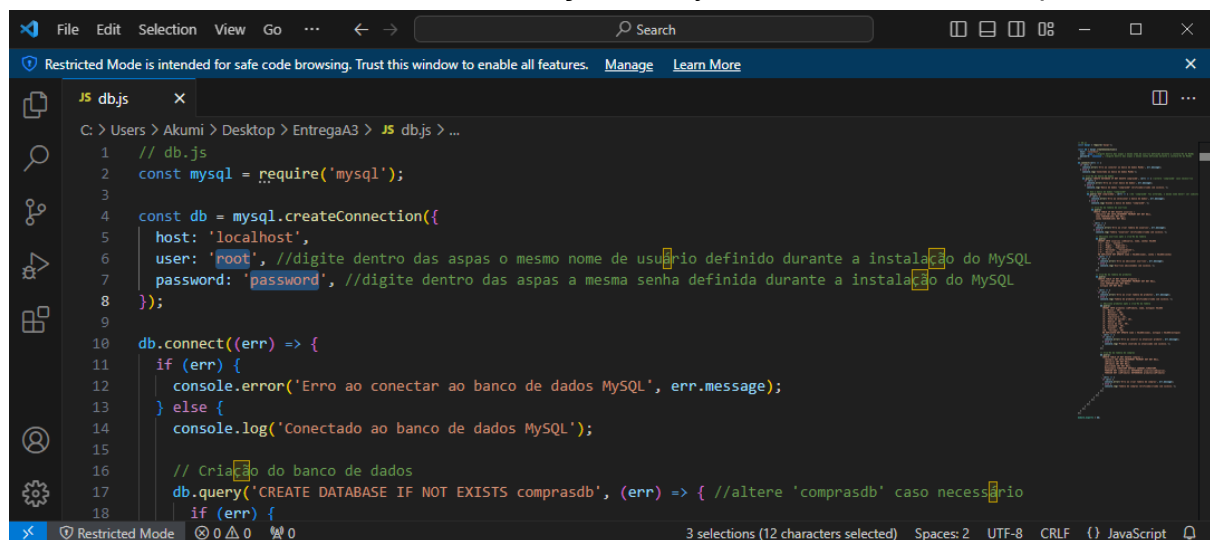 File Edit Selection View Go ··· ← → Search
Restricted Mode is intended for safe code browsing. Trust this window to enable all features. Manage Learn More
JS db.js
C: > Users > Akumi > Desktop > EntregaA3 > JS db.js > ...
1 // db.js
2 const mysql = require('mysql');
3
4 const db = mysql.createConnection({
5 host: 'localhost',
6 user: 'root', //digite dentro das aspas o mesmo nome de usuário definido durante a instalação do MySQL
7 password: 'password', //digite dentro das aspas a mesma senha definida durante a instalação do MySQL
8 });
9
10 db.connect((err) => {
11 if (err) {
12 console.error('Erro ao conectar ao banco de dados MySQL', err.message);
13 } else {
14 console.log('Conectado ao banco de dados MySQL');
15
16 // Criação do banco de dados
17 db.query('CREATE DATABASE IF NOT EXISTS comprasdb', (err) => { //altere 'comprasdb' caso necessário
18 if (err) {
Restricted Mode 0 0 0 3 selections (12 characters selected) Spaces: 2 UTF-8 CRLF {} JavaScript